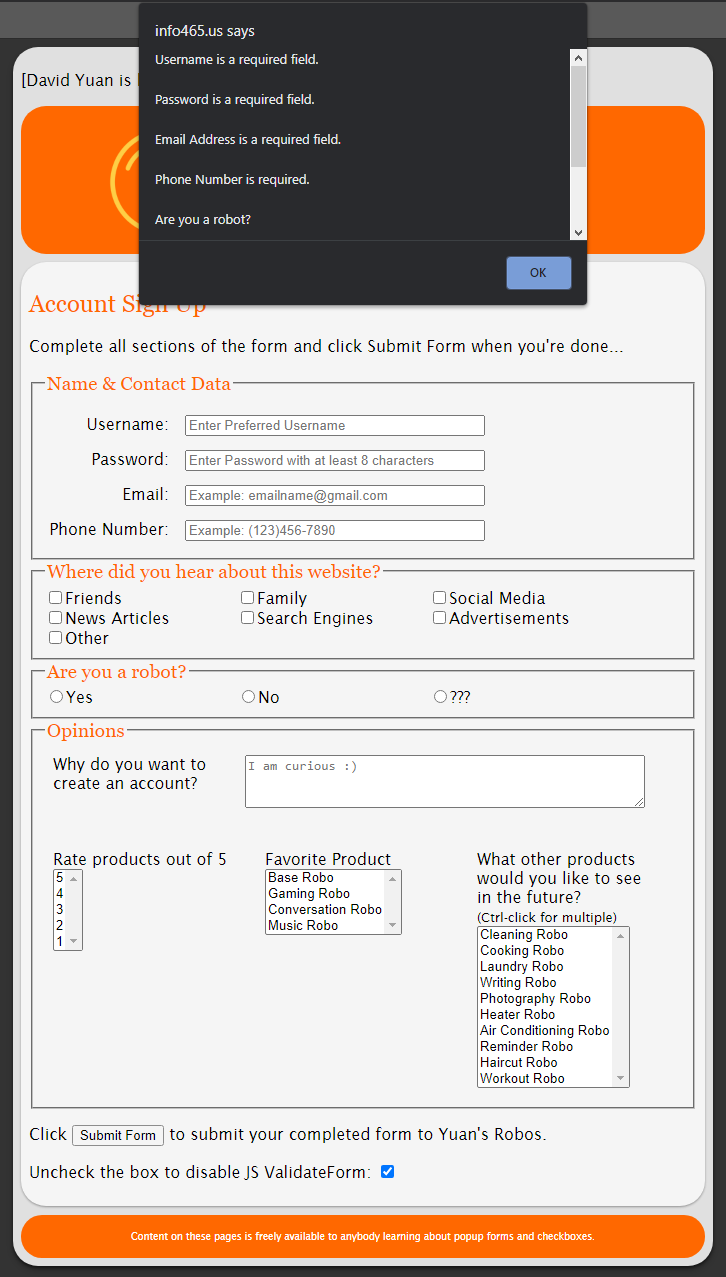 info465.us says
Username is a required field.
Password is a required field.
Email Address is a required field.
Phone Number is required.
Are you a robot?
OK
[David Yuan is
Account Sign Up
Complete all sections of the form and click Submit Form when you're done...
Name & Contact Data
Username: Enter Preferred Username
Password: Enter Password with at least 8 characters
Email: Example: emailname@gmail.com
Phone Number: Example: (123)456-7890
Where did you hear about this website?
Friends Family Social Media
News Articles Search Engines Advertisements
Other
Are you a robot?
Yes No ???
Opinions
Why do you want to
create an account?
I am curious :)
Rate products out of 5
5
4
3
2
1
Favorite Product
Base Robo
Gaming Robo
Conversation Robo
Music Robo
What other products
would you like to see
in the future?
(Ctrl-click for multiple)
Cleaning Robo
Cooking Robo
Laundry Robo
Writing Robo
Photography Robo
Heater Robo
Air Conditioning Robo
Reminder Robo
Haircut Robo
Workout Robo
Click Submit Form to submit your completed form to Yuan's Robos.
Uncheck the box to disable JS ValidateForm:
Content on these pages is freely available to anybody learning about popup forms and checkboxes.